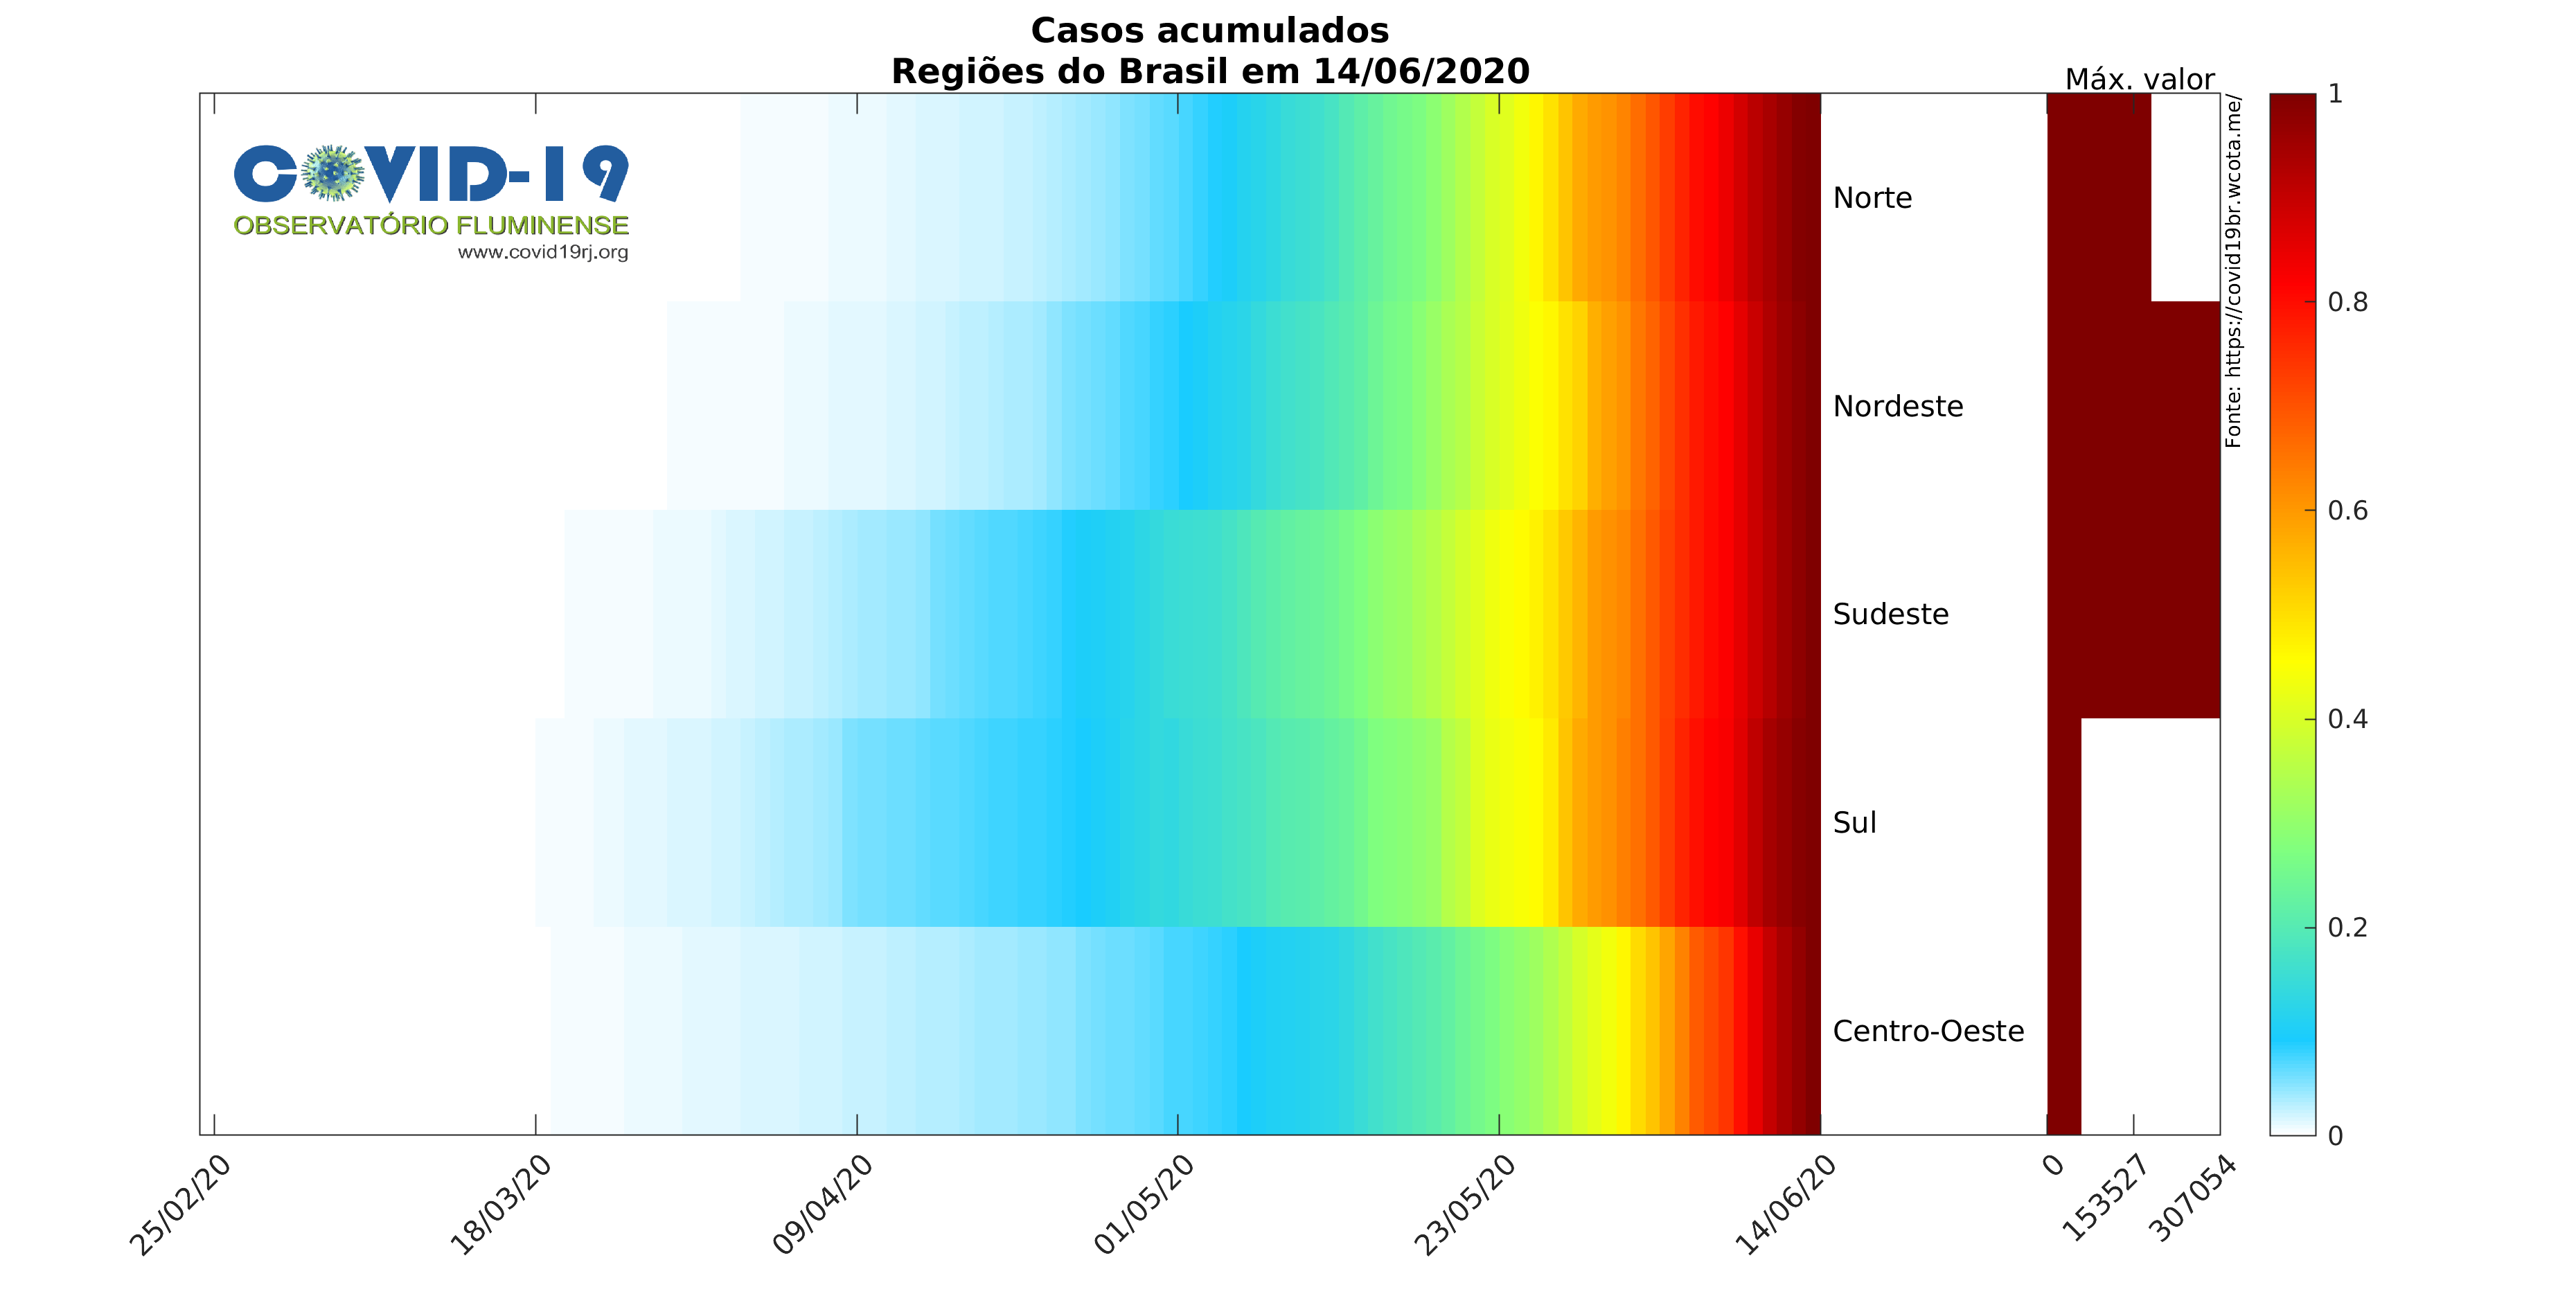 Casos acumulados
Regiões do Brasil em 14/06/2020
Máx. valor
COVID-19
OBSERVATÓRIO FLUMINENSE
www.covid19rj.org
Norte
Nordeste
Sudeste
Sul
Centro-Oeste
Fonte: https://covid19br.wcota.me/
1
0.8
0.6
0.4
0.2
0
25/02/20
18/03/20
09/04/20
01/05/20
23/05/20
14/06/20
0
153527
307054